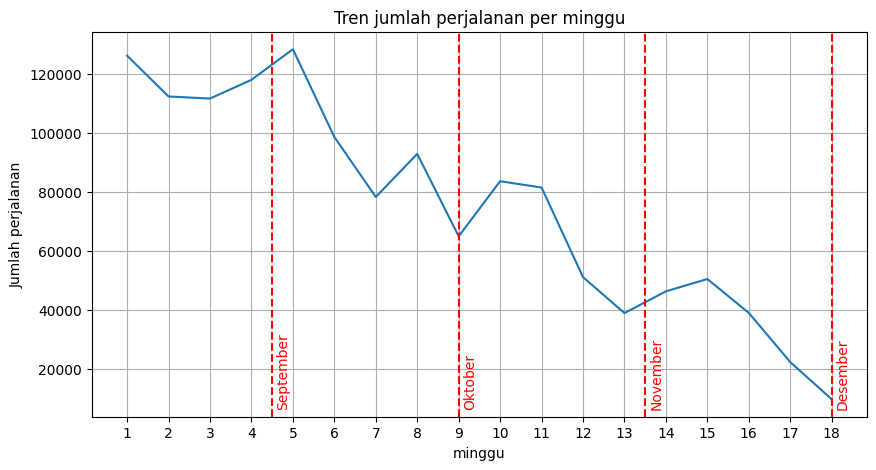 Tren jumlah perjalanan per minggu
Jumlah perjalanan
120000
100000
80000
60000
40000
20000
September
Oktober
November
Desember
1 2 3 4 5 6 7 8 9 10 11 12 13 14 15 16 17 18
minggu